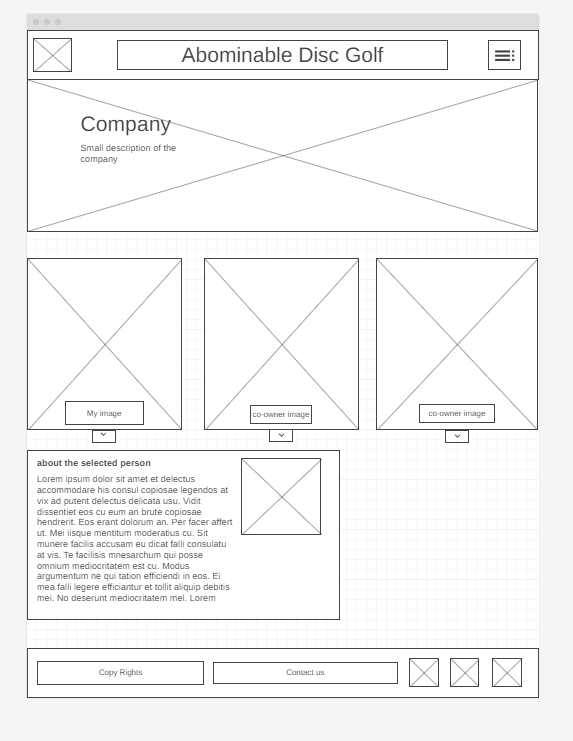 Abominable Disc Golf
Company
Small description of the
company
My image
co-owner image
co-owner image
about the selected person
Lorem ipsum dolor sit amet et delectus
accommodare his consul copiosae legendos at
vix ad putent delectus delicata usu. Vidit
dissentiet eos cu eum an brute copiosae
hendrerit. Eos erant dolorum an. Per facer affert
ut. Mei iisque mentitum moderatius cu. Sit
munere facilis accusam eu dicat falli consulatu
at vis. Te facilisis mnesarchum qui posse
omnium mediocritatem est cu. Modus
argumentum ne qui tation efficiendi in eos. Ei
mea falli legere efficiantur et tollit aliquip debitis
mei. No deserunt mediocritatem mel. Lorem
Copy Rights
Contact us